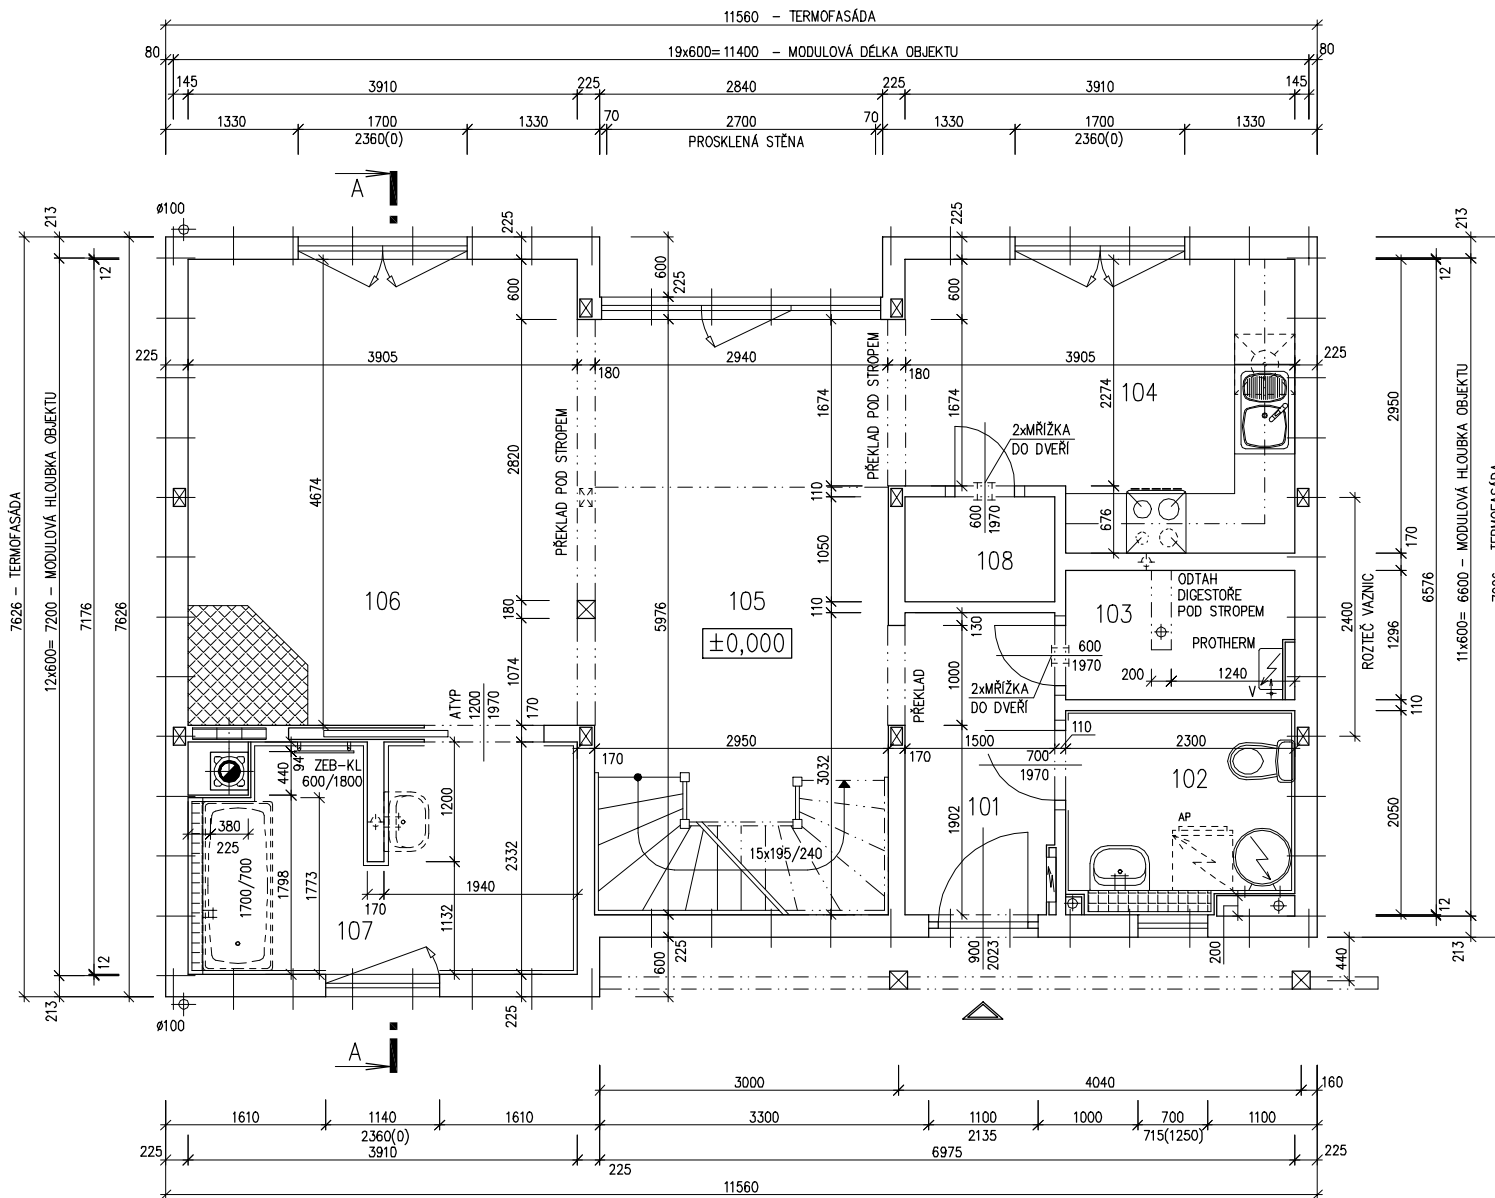 11560 - TERMOFASÁDA
80 19x600=11400 - MODULOVÁ DÉLKA OBJEKTU 80
145 3910 225 2840 225 3910 145
1330 1700 1330 70 2700 70 1330 1700 1330
2360(0) PROSKLENÁ STĚNA 2360(0)
A
ø100
213
225
225
213
12
600
600
225
600
12
225 3905 180 2940 180 3905 225
7626 - TERMOFASÁDA
12x600= 7200 - MODULOVÁ HLOUBKA OBJEKTU
7176
7626
4674
2820
PŘEKLAD POD STROPEM
1674
PŘEKLAD POD STROPEM
1674
2274
104
2950
2xMŘÍŽKA
DO DVEŘÍ
110
600
1970
676
1050
108
170
106
180
105
±0,000
5976
110
130
103
ODTAH
DIGESTOŘE
POD STROPEM
PROTHERM
200 1240
V
ROZTEČ VAZNIC
2400
1296
6576
11x600= 6600 - MODULOVÁ HLOUBKA OBJEKTU
TERMOFASÁDA
600
1970
2xMŘÍŽKA
DO DVEŘÍ
1000
PŘEKLAD
1074
ATYP
1200
1970
170
110
2950
170
170
1500
110
2300
700
1970
94
440
ZEB-KL
600/1800
3032
102
101
1902
AP
2050
1200
380
225
1700/700
15x195/240
1798
1773
1940
170
2332
1132
107
12
12
213
225
225
600
900
2023
200
440
213
ø100
A
3000 4040 160
1610 1140 1610 3300 1100 1000 700 1100
2360(0) 2135 715(1250)
225 3910 225 6975 225
11560